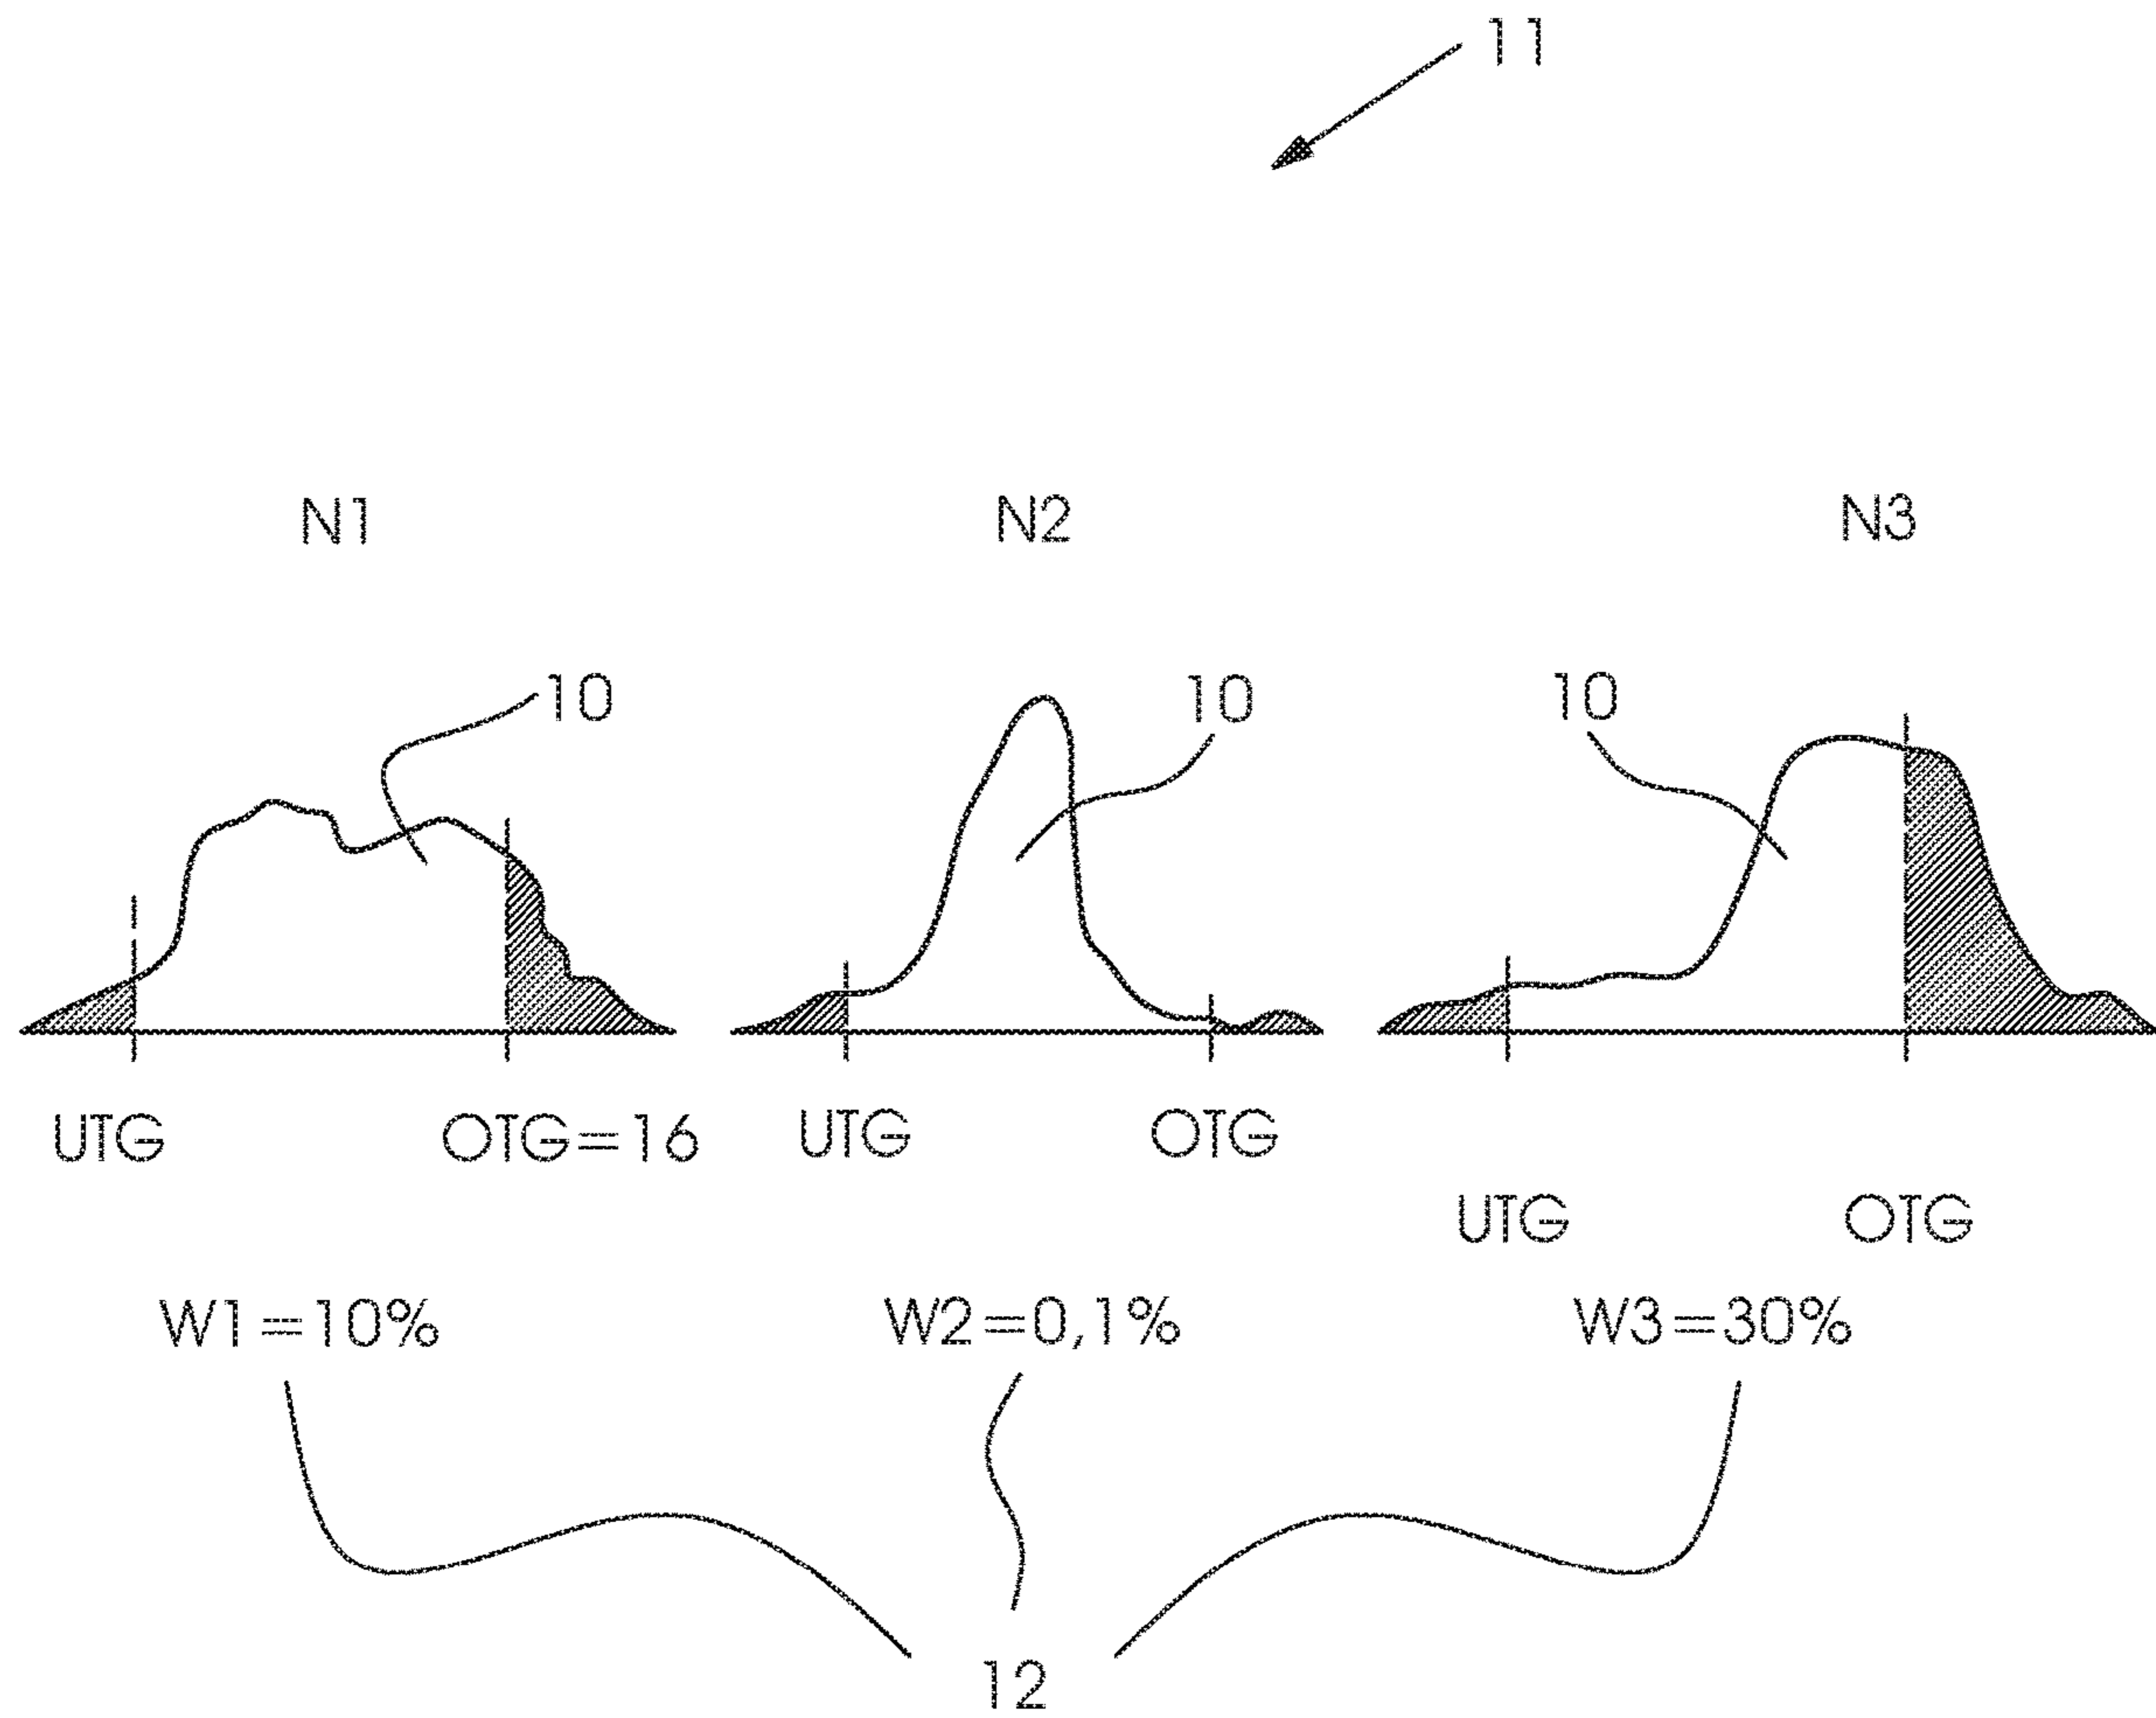 11
N1 N2 N3
10 10 10
UTG OTG=16 UTG OTG
UTG OTG
W1=10% W2=0,1% W3=30%
12